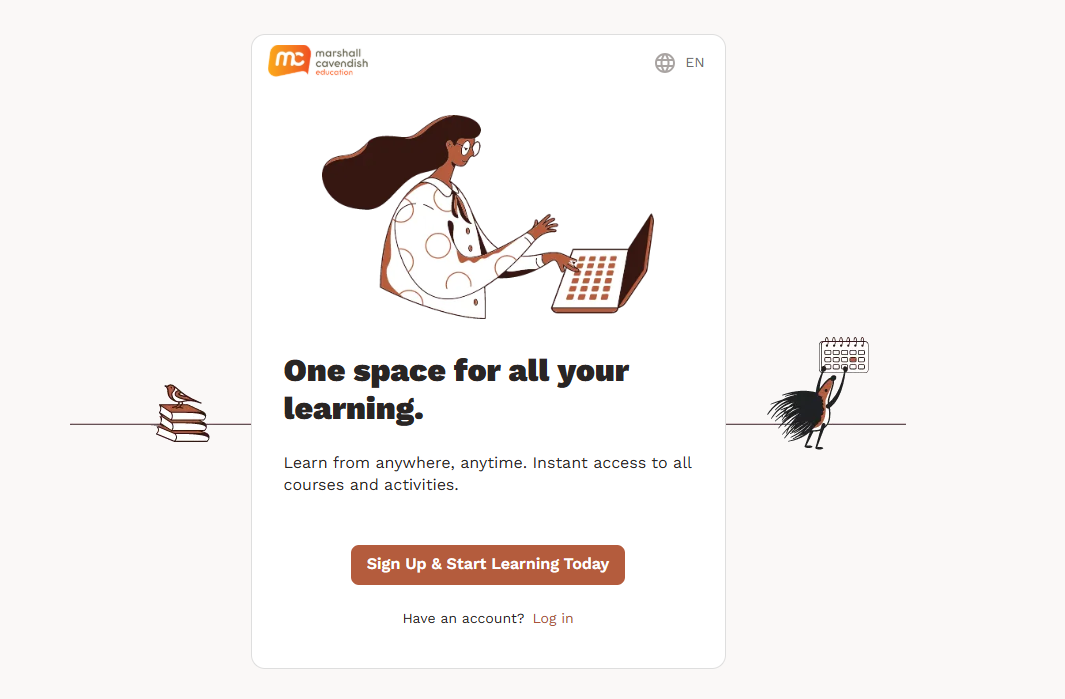 mc
marshall
cavendish
education
EN
One space for all your
learning.
Learn from anywhere, anytime. Instant access to all
courses and activities.
Sign Up & Start Learning Today
Have an account? Log in